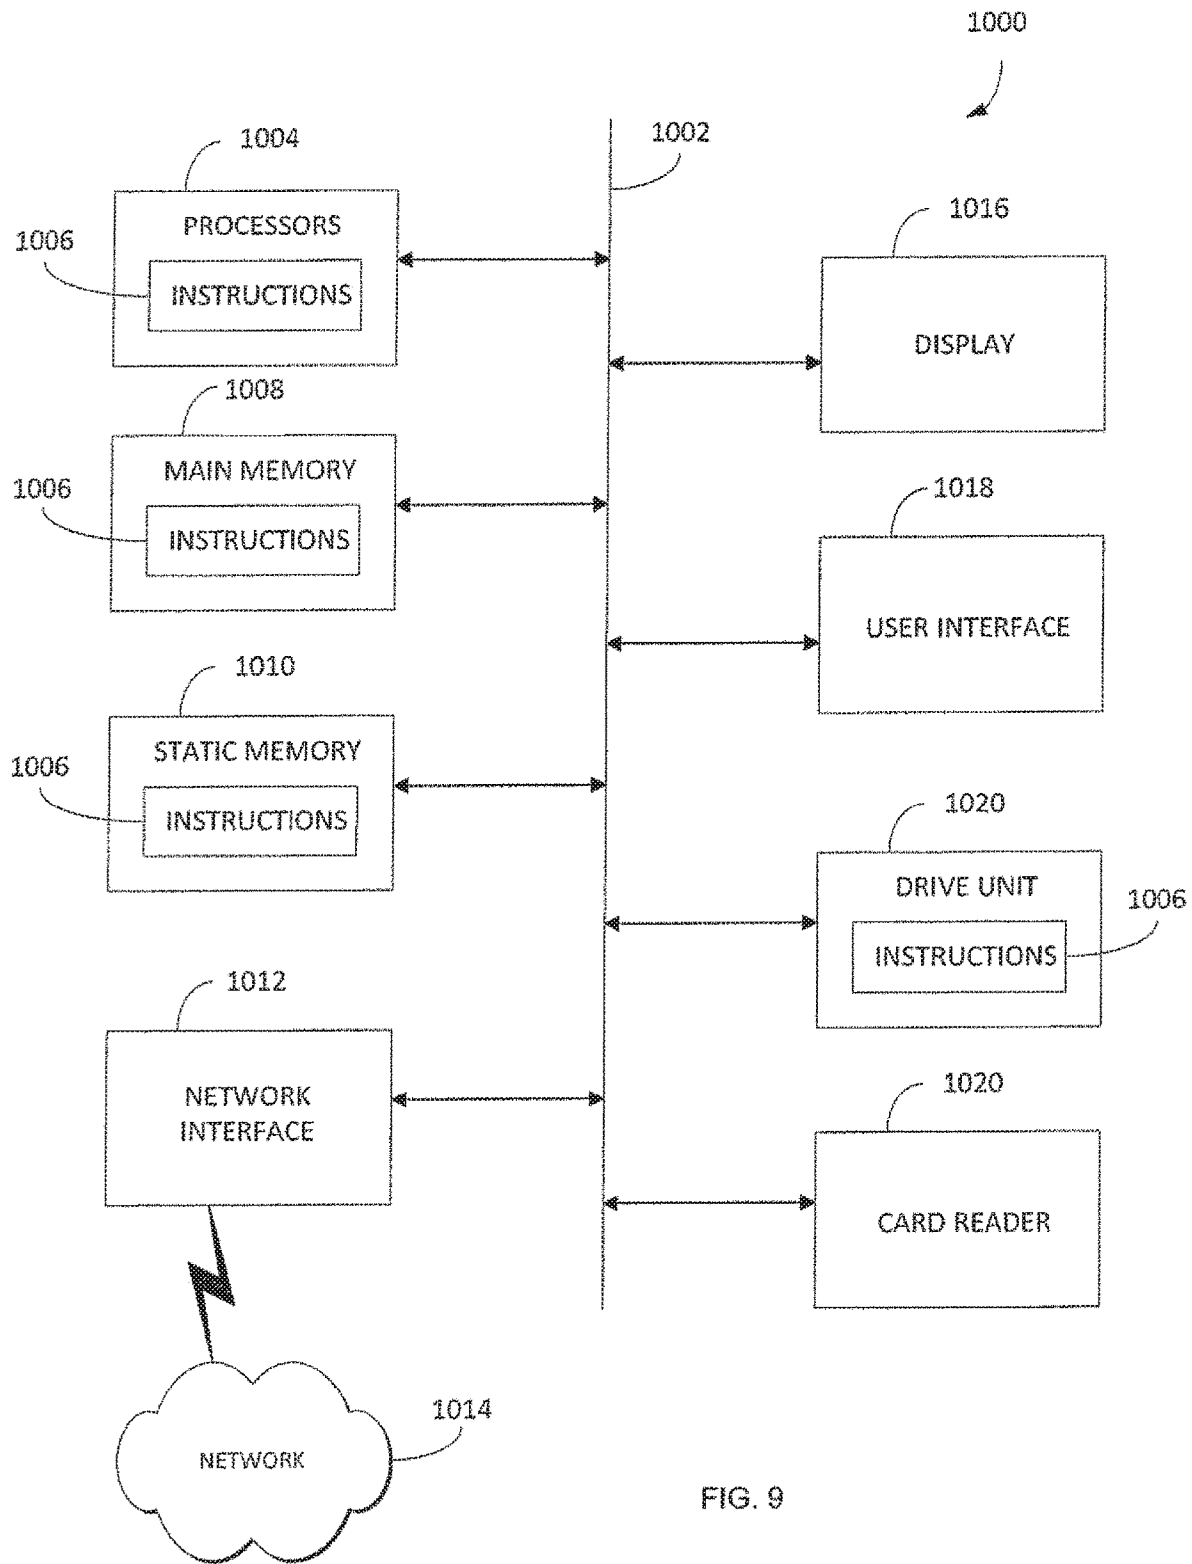 1000
1002
1004
PROCESSORS
1006
INSTRUCTIONS
1008
MAIN MEMORY
1006
INSTRUCTIONS
1010
STATIC MEMORY
1006
INSTRUCTIONS
1012
NETWORK
INTERFACE
NETWORK
1014
1016
DISPLAY
1018
USER INTERFACE
1020
DRIVE UNIT
1006
INSTRUCTIONS
1020
CARD READER
FIG. 9